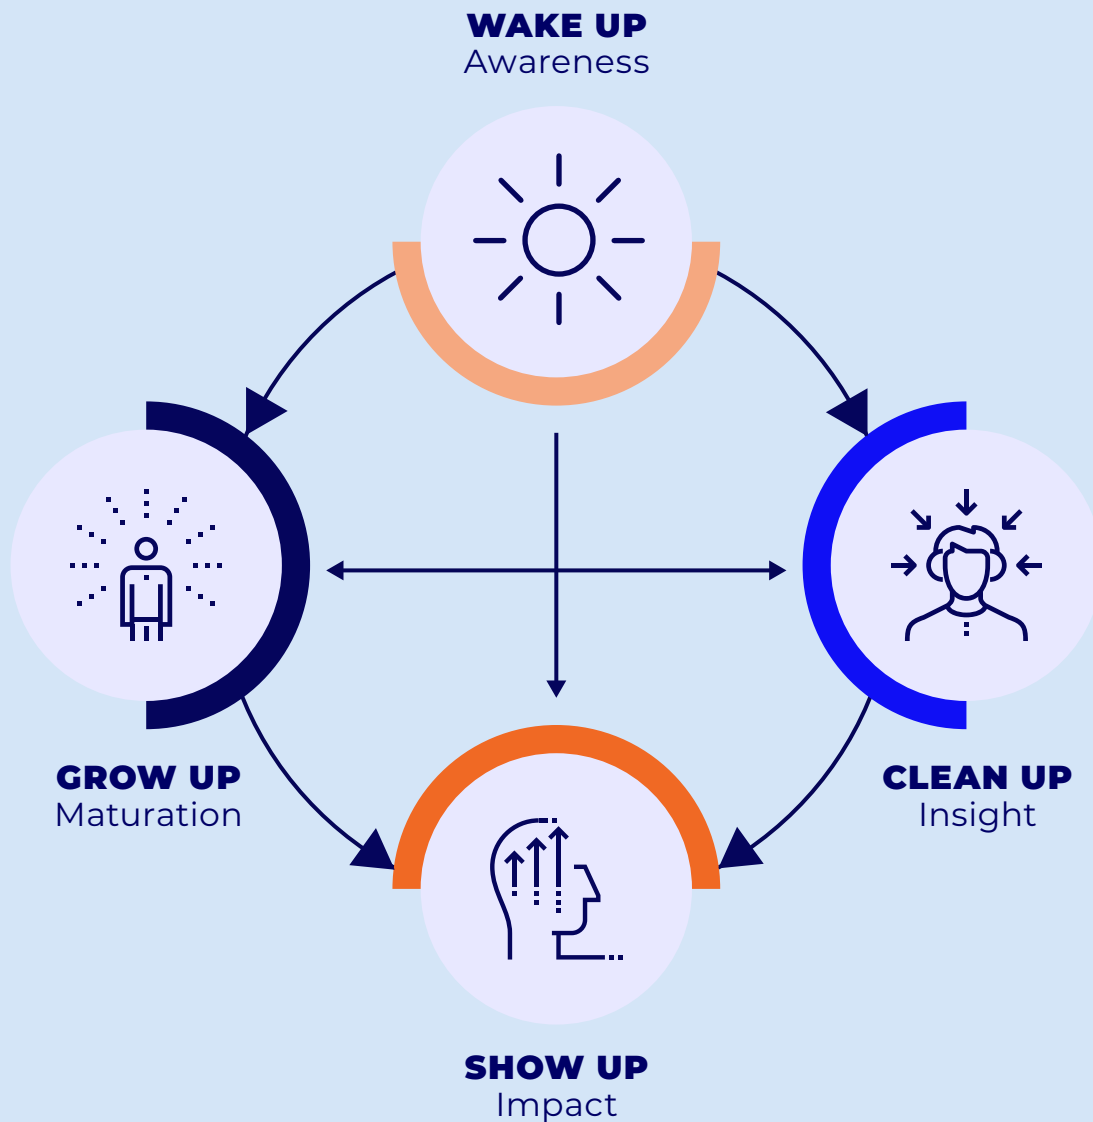 WAKE UP
Awareness
GROW UP
Maturation
CLEAN UP
Insight
SHOW UP
Impact